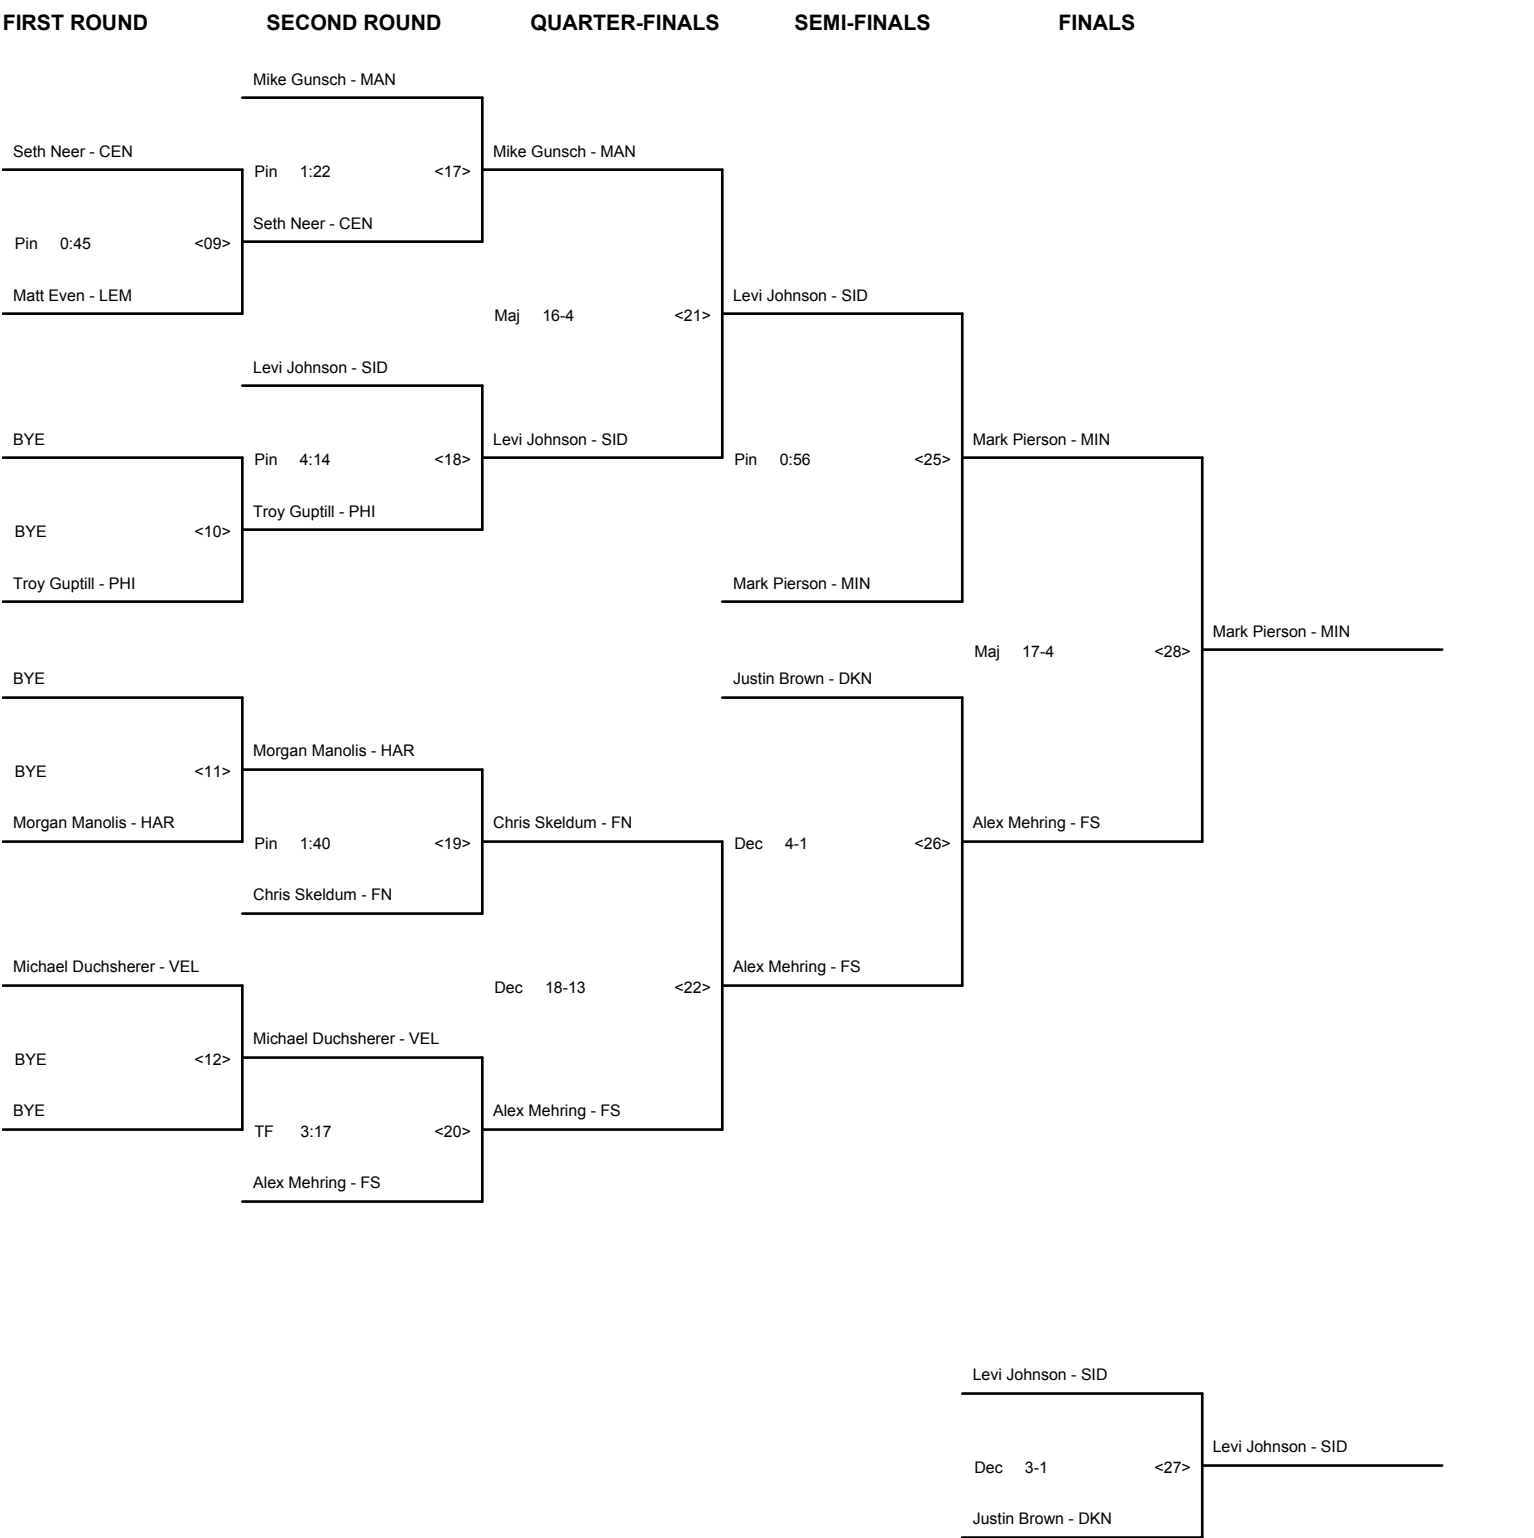 FIRST ROUND SECOND ROUND QUARTER-FINALS SEMI-FINALS FINALS
Mike Gunsch - MAN
Seth Neer - CEN Mike Gunsch - MAN
Pin 1:22 <17>
Seth Neer - CEN
Pin 0:45 <09>
Matt Even - LEM Levi Johnson - SID
Maj 16-4 <21>
Levi Johnson - SID
BYE Levi Johnson - SID Mark Pierson - MIN
Pin 4:14 <18> Pin 0:56 <25>
Troy Guptill - PHI
BYE <10>
Troy Guptill - PHI Mark Pierson - MIN
Mark Pierson - MIN
Maj 17-4 <28>
BYE Justin Brown - DKN
Morgan Manolis - HAR
BYE <11>
Morgan Manolis - HAR Chris Skeldum - FN Alex Mehring - FS
Pin 1:40 <19> Dec 4-1 <26>
Chris Skeldum - FN
Michael Duchsherer - VEL Alex Mehring - FS
Dec 18-13 <22>
Michael Duchsherer - VEL
BYE <12>
BYE Alex Mehring - FS
TF 3:17 <20>
Alex Mehring - FS
Levi Johnson - SID
Levi Johnson - SID
Dec 3-1 <27>
Justin Brown - DKN